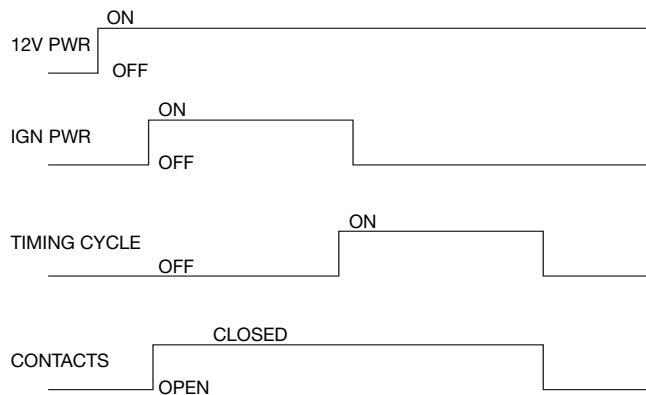 ON
12V PWR
OFF
ON
IGN PWR
OFF
ON
TIMING CYCLE
OFF
CLOSED
CONTACTS
OPEN